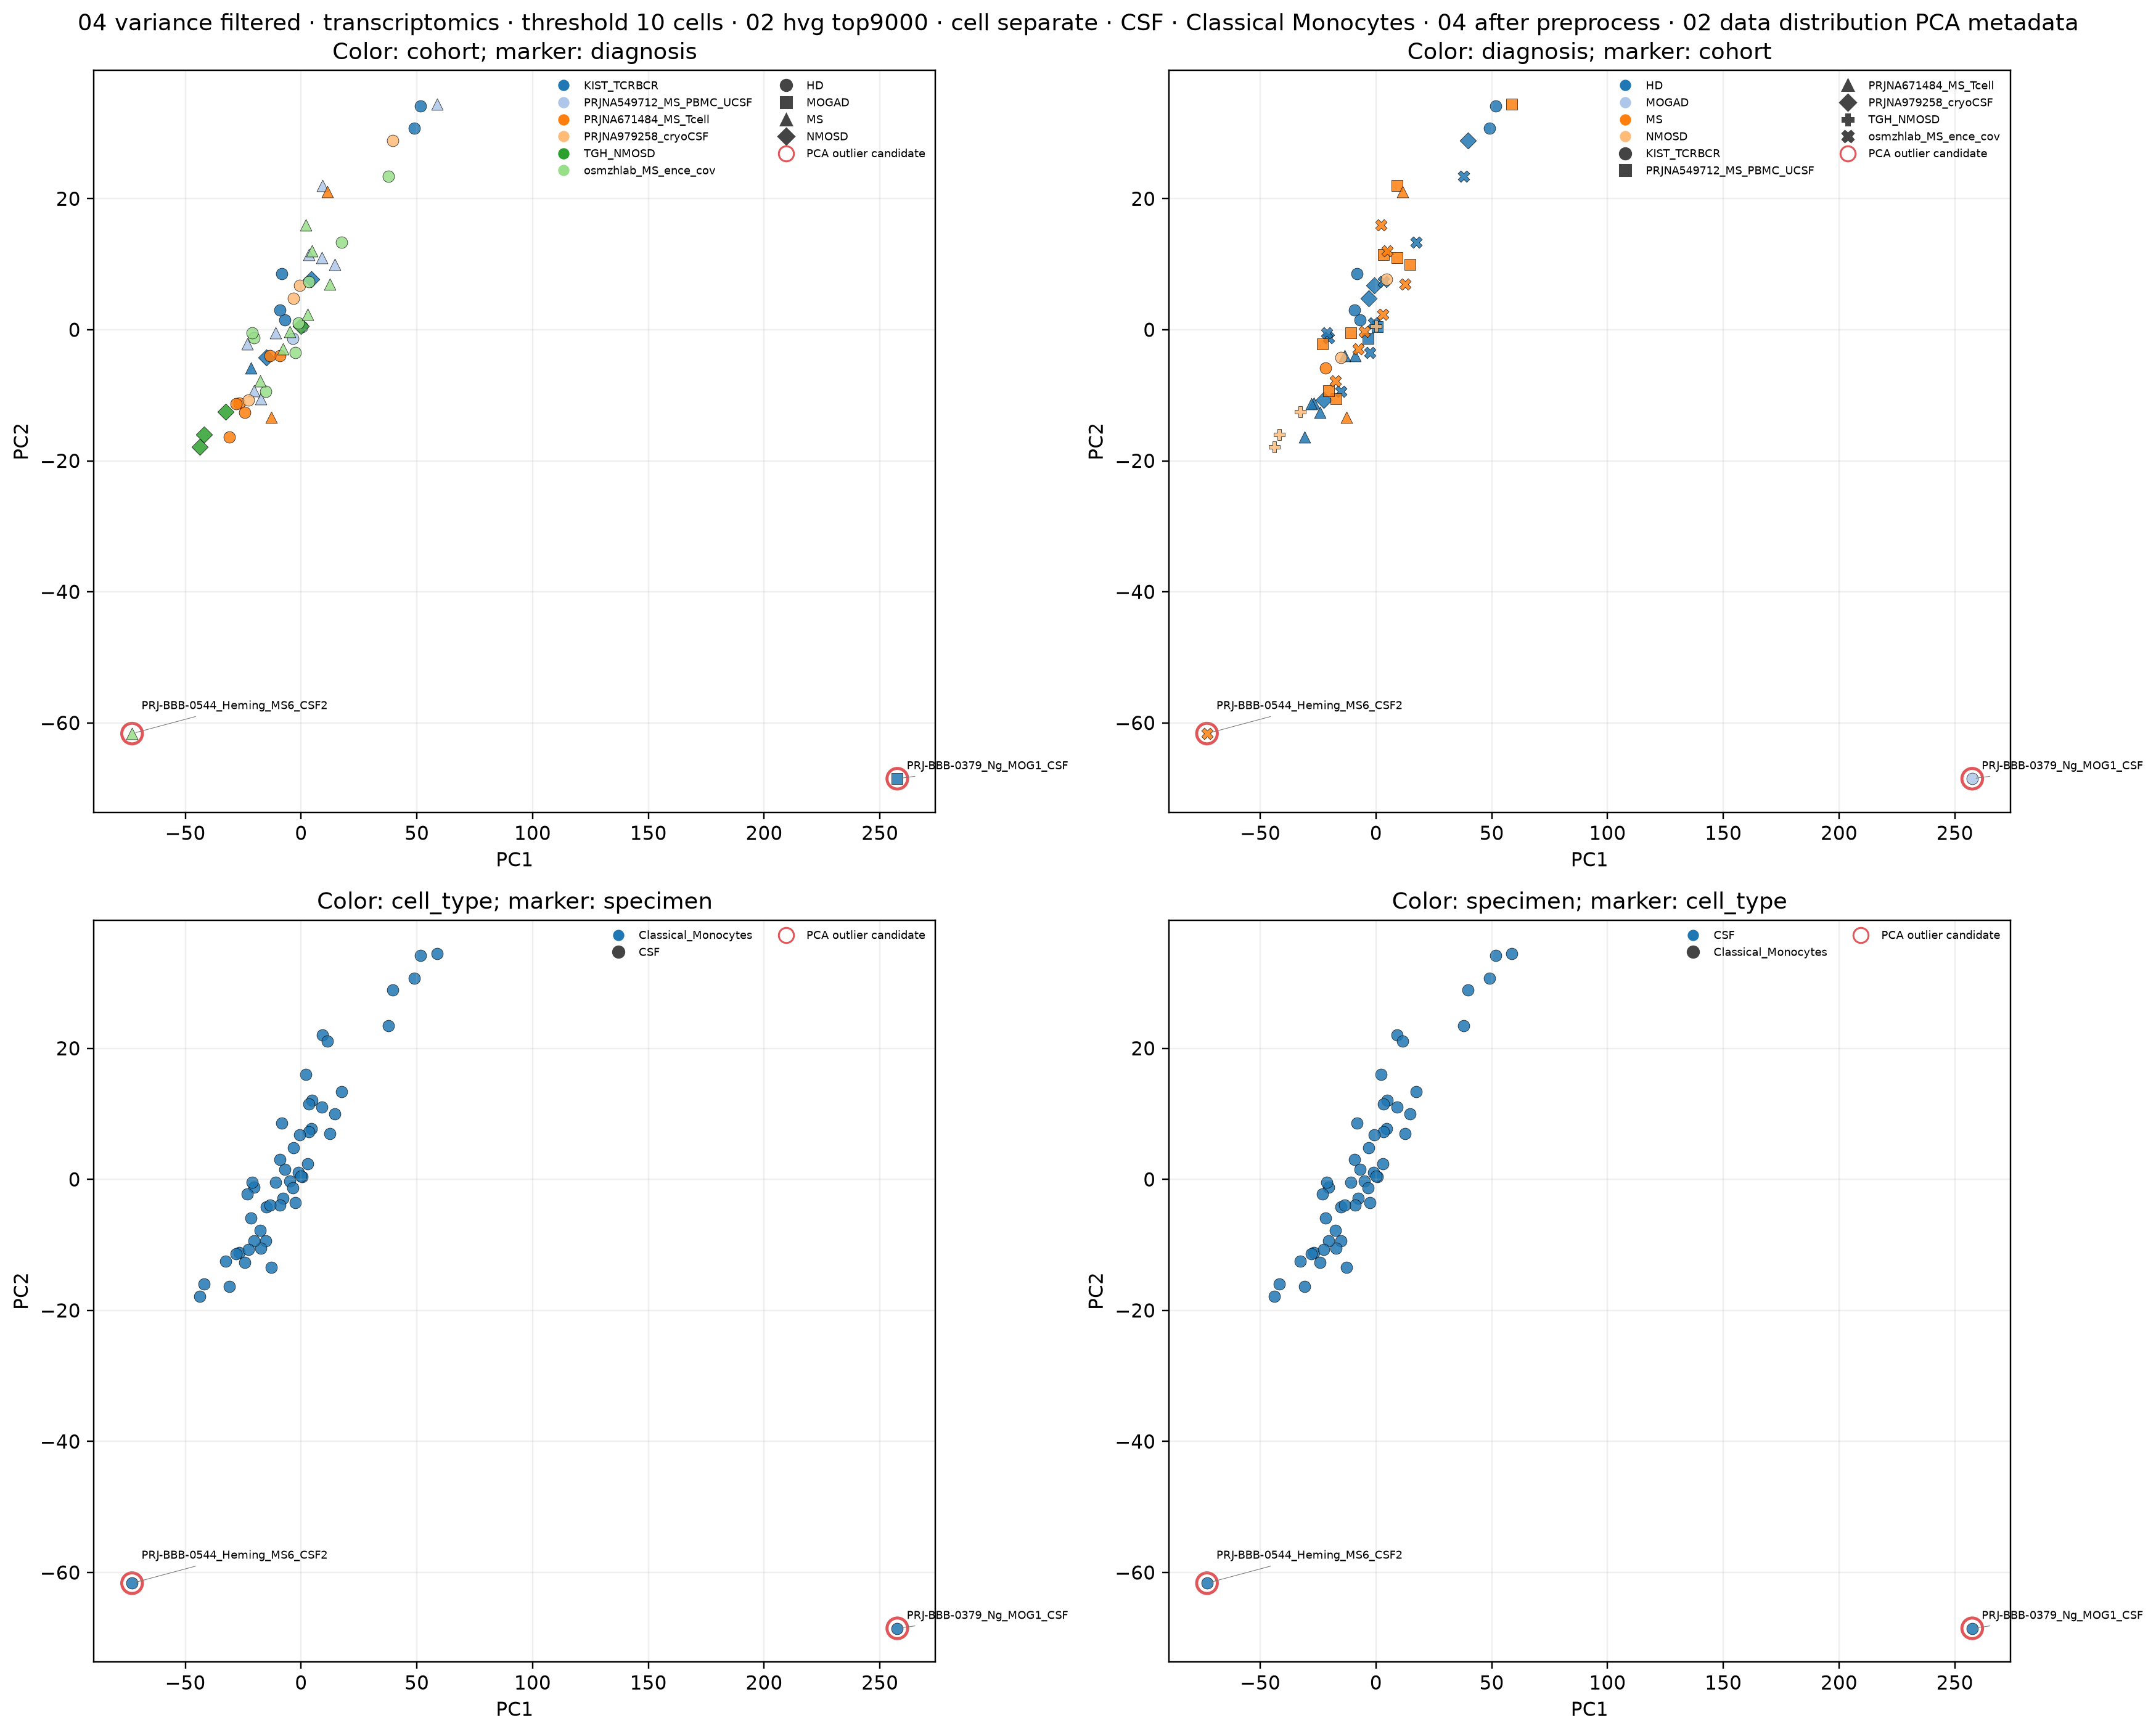 04 variance filtered · transcriptomics · threshold 10 cells · 02 hvg top9000 · cell separate · CSF · Classical Monocytes · 04 after preprocess · 02 data distribution PCA metadata
Color: cohort; marker: diagnosis
KIST_TCRBCR
PRJNA549712_MS_PBMC_UCSF
PRJNA671484_MS_Tcell
PRJNA979258_cryoCSF
TGH_NMOSD
osmzhlab_MS_ence_cov
HD
MOGAD
MS
NMOSD
PCA outlier candidate
20
0
−20
−40
−60
PC2
PRJ-BBB-0544_Heming_MS6_CSF2
PRJ-BBB-0379_Ng_MOG1_CSF
−50
0
50
100
150
200
250
PC1
Color: diagnosis; marker: cohort
HD
MOGAD
MS
NMOSD
KIST_TCRBCR
PRJNA549712_MS_PBMC_UCSF
PRJNA671484_MS_Tcell
PRJNA979258_cryoCSF
TGH_NMOSD
osmzhlab_MS_ence_cov
PCA outlier candidate
20
0
−20
−40
−60
PC2
PRJ-BBB-0544_Heming_MS6_CSF2
PRJ-BBB-0379_Ng_MOG1_CSF
−50
0
50
100
150
200
250
PC1
Color: cell_type; marker: specimen
Classical_Monocytes
CSF
PCA outlier candidate
20
0
−20
−40
−60
PC2
PRJ-BBB-0544_Heming_MS6_CSF2
PRJ-BBB-0379_Ng_MOG1_CSF
−50
0
50
100
150
200
250
PC1
Color: specimen; marker: cell_type
CSF
Classical_Monocytes
PCA outlier candidate
20
0
−20
−40
−60
PC2
PRJ-BBB-0544_Heming_MS6_CSF2
PRJ-BBB-0379_Ng_MOG1_CSF
−50
0
50
100
150
200
250
PC1